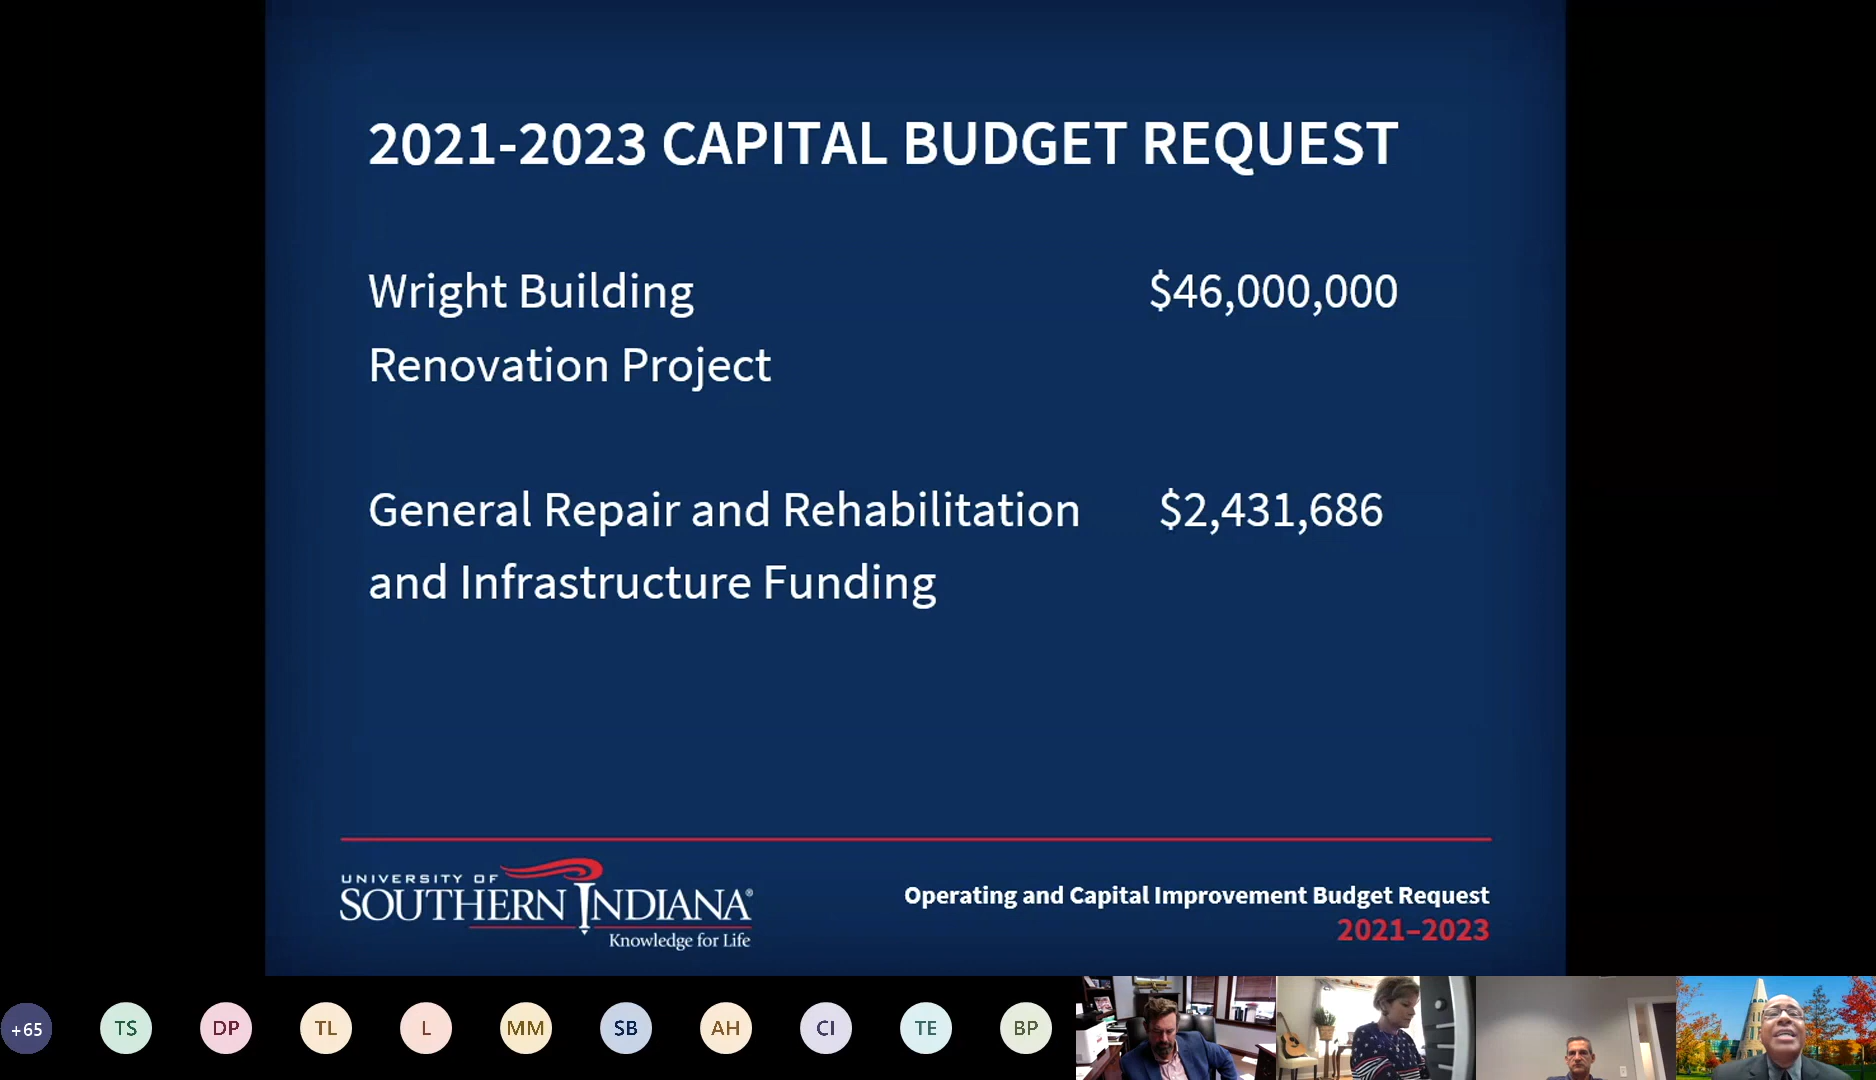 2021-2023 CAPITAL BUDGET REQUEST
Wright Building $46,000,000
Renovation Project
General Repair and Rehabilitation $2,431,686
and Infrastructure Funding
UNIVERSITY OF
SOUTHERN INDIANA®
Knowledge for Life
Operating and Capital Improvement Budget Request
2021–2023
+65 TS DP TL L MM SB AH CI TE BP